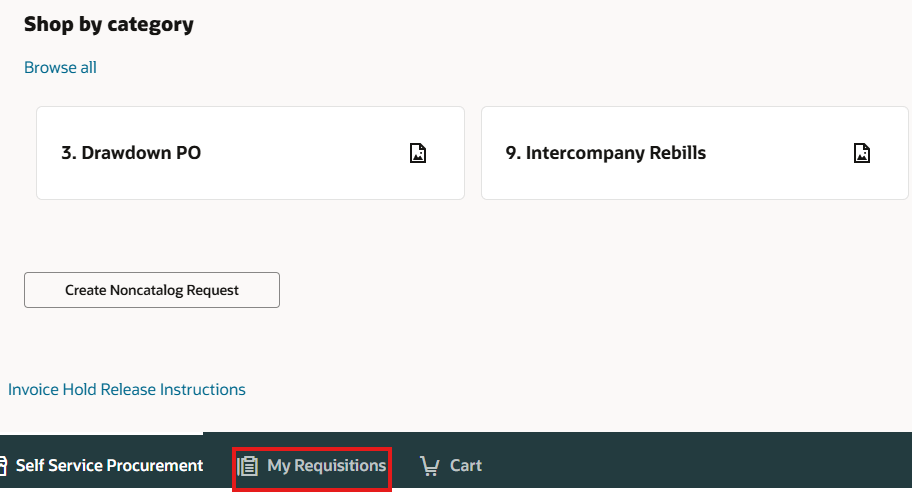 Shop by category
Browse all
3. Drawdown PO
9. Intercompany Rebills
Create Noncatalog Request
Invoice Hold Release Instructions
Self Service Procurement
My Requisitions
Cart